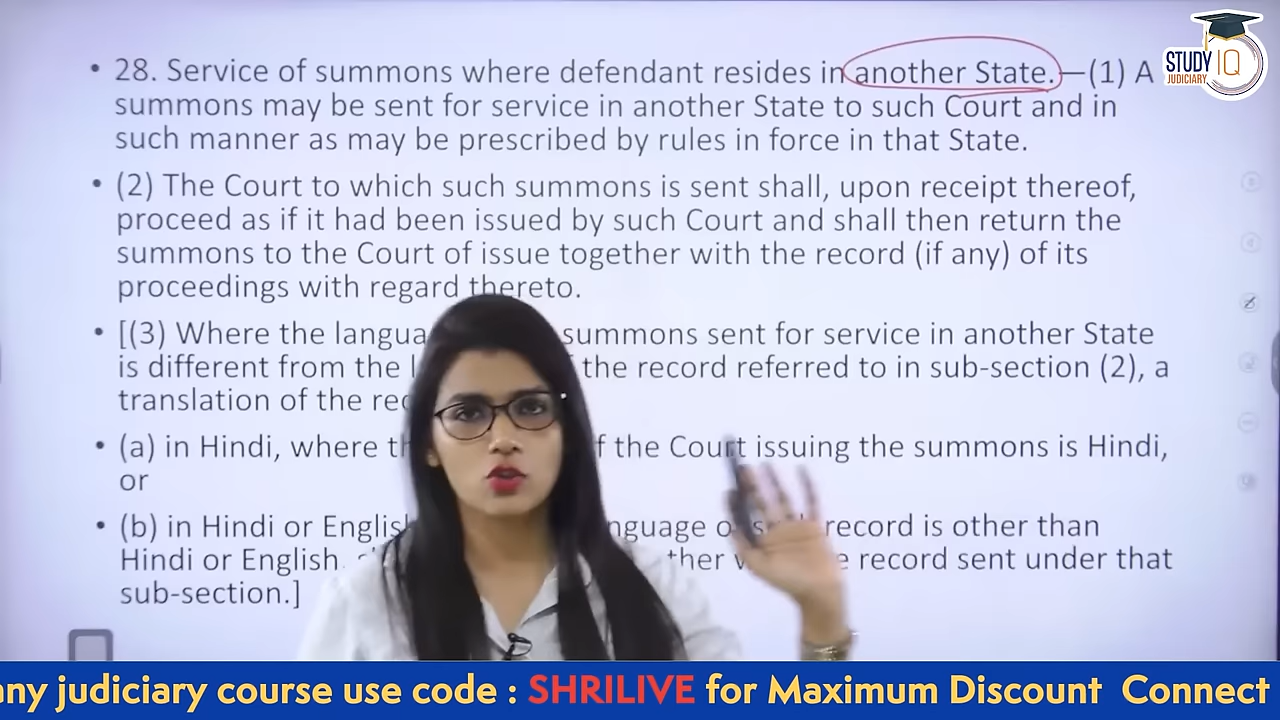 STUDY IQ
JUDICIARY
• 28. Service of summons where defendant resides in another State.—(1) A
summons may be sent for service in another State to such Court and in
such manner as may be prescribed by rules in force in that State.
• (2) The Court to which such summons is sent shall, upon receipt thereof,
proceed as if it had been issued by such Court and shall then return the
summons to the Court of issue together with the record (if any) of its
proceedings with regard thereto.
• [(3) Where the summons sent for service in another State
is different from the the record referred to in sub-section (2), a
translation of the
• (a) in Hindi, where the Court issuing the summons is Hindi,
or
• (b) in Hindi or English record is other than
Hindi or English record sent under that
sub-section.]
any judiciary course use code : SHRILIVE for Maximum Discount Connect